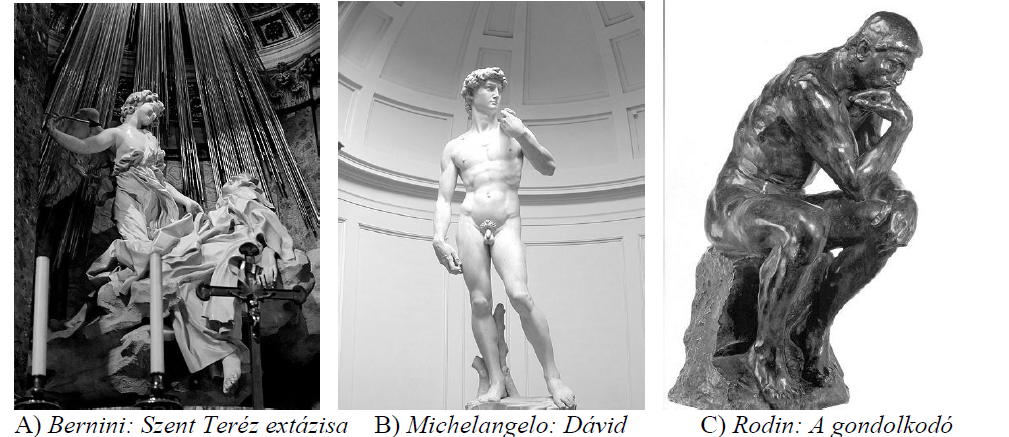 A) Bernini: Szent Teréz extázisa B) Michelangelo: Dávid C) Rodin: A gondolkodó